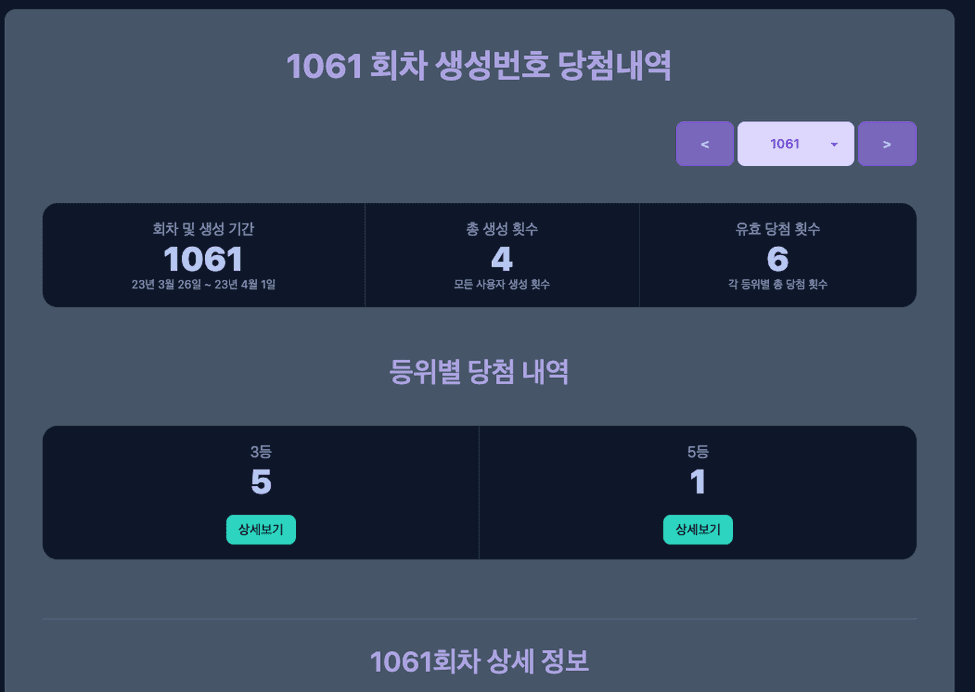 1061 회차 생성번호 당첨내역
< 1061 >
회차 및 생성 기간
1061
23년 3월 26일 ~ 23년 4월 1일
총 생성 횟수
4
모든 사용자 생성 횟수
유효 당첨 횟수
6
각 등위별 총 당첨 횟수
등위별 당첨 내역
3등
5
상세보기
5등
1
상세보기
1061회차 상세 정보